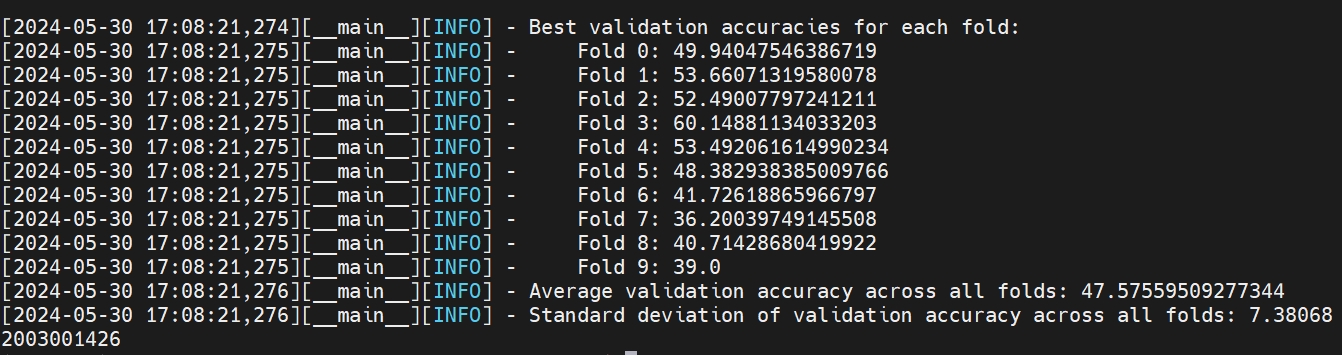 [2024-05-30 17:08:21,274][__main__][INFO] - Best validation accuracies for each fold:
[2024-05-30 17:08:21,275][__main__][INFO] -     Fold 0: 49.94047546386719
[2024-05-30 17:08:21,275][__main__][INFO] -     Fold 1: 53.66071319580078
[2024-05-30 17:08:21,275][__main__][INFO] -     Fold 2: 52.49007797241211
[2024-05-30 17:08:21,275][__main__][INFO] -     Fold 3: 60.14881134033203
[2024-05-30 17:08:21,275][__main__][INFO] -     Fold 4: 53.492061614990234
[2024-05-30 17:08:21,275][__main__][INFO] -     Fold 5: 48.382938385009766
[2024-05-30 17:08:21,275][__main__][INFO] -     Fold 6: 41.72618865966797
[2024-05-30 17:08:21,275][__main__][INFO] -     Fold 7: 36.20039749145508
[2024-05-30 17:08:21,275][__main__][INFO] -     Fold 8: 40.71428680419922
[2024-05-30 17:08:21,275][__main__][INFO] -     Fold 9: 39.0
[2024-05-30 17:08:21,276][__main__][INFO] - Average validation accuracy across all folds: 47.57559509277344
[2024-05-30 17:08:21,276][__main__][INFO] - Standard deviation of validation accuracy across all folds: 7.38068
2003001426